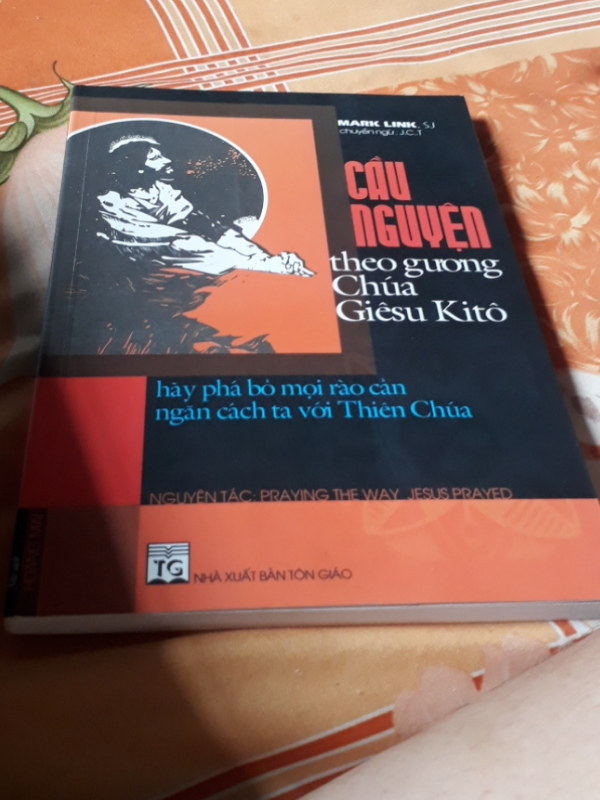 MARK LINK, S.J
chuyển ngữ: J.C.T
CẦU
NGUYỆN
theo gương
Chúa
Giêsu Kitô
hãy phá bỏ mọi rào cản
ngăn cách ta với Thiên Chúa
NGUYÊN TÁC: PRAYING THE WAY JESUS PRAYED
TG
NHÀ XUẤT BẢN TÔN GIÁO